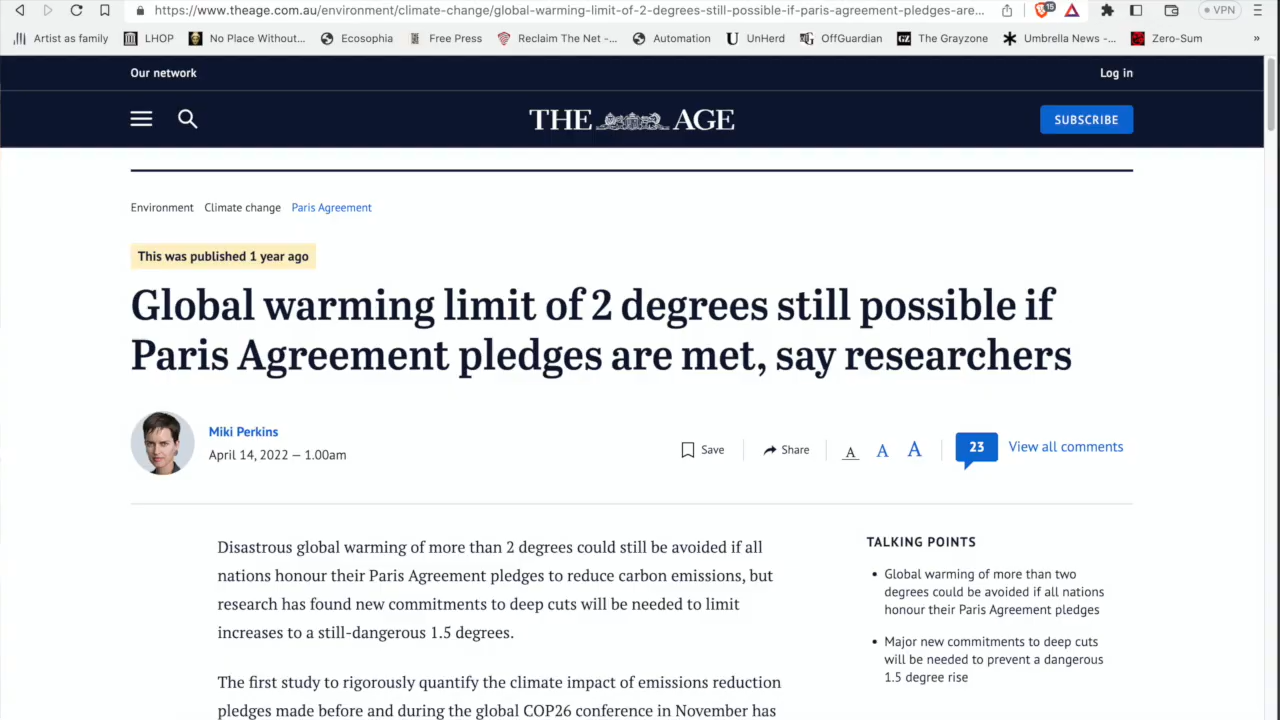 https://www.theage.com.au/environment/climate-change/global-warming-limit-of-2-degrees-still-possible-if-paris-agreement-pledges-are...
15
VPN
Artist as family
LHOP
No Place Without...
Ecosophia
Free Press
Reclaim The Net -...
Automation
U
UnHerd
OffGuardian
GZ
The Grayzone
Umbrella News -...
Zero-Sum
»
Our network
Log in
THE AGE
SUBSCRIBE
Environment Climate change Paris Agreement
This was published 1 year ago
Global warming limit of 2 degrees still possible if
Paris Agreement pledges are met, say researchers
Miki Perkins
April 14, 2022 — 1.00am
Save
Share
A A A
23
View all comments
Disastrous global warming of more than 2 degrees could still be avoided if all
nations honour their Paris Agreement pledges to reduce carbon emissions, but
research has found new commitments to deep cuts will be needed to limit
increases to a still-dangerous 1.5 degrees.
The first study to rigorously quantify the climate impact of emissions reduction
pledges made before and during the global COP26 conference in November has
TALKING POINTS
• Global warming of more than two
degrees could be avoided if all nations
honour their Paris Agreement pledges
• Major new commitments to deep cuts
will be needed to prevent a dangerous
1.5 degree rise